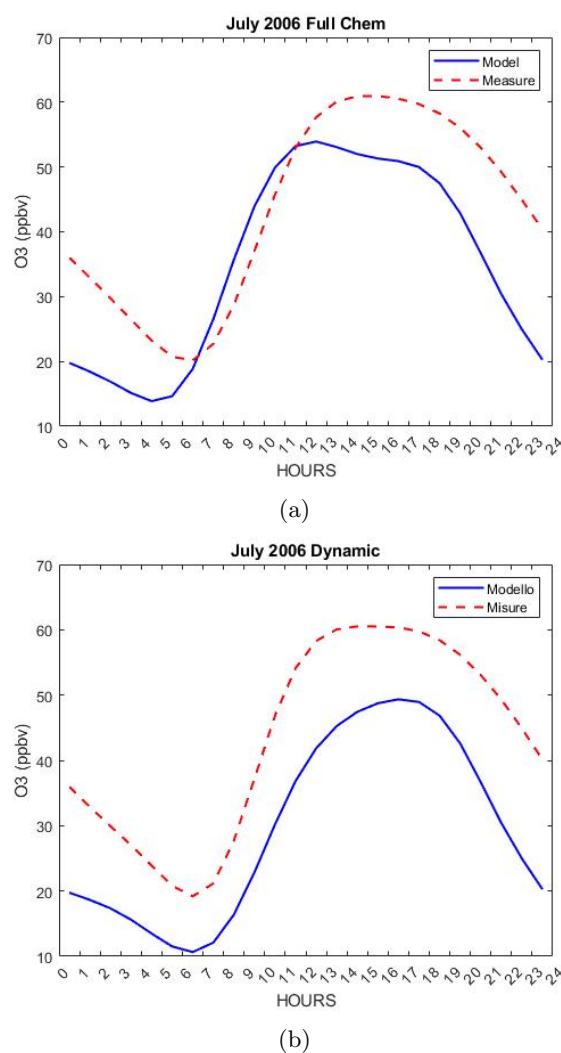 July 2006 Full Chem
70
60
50
40
30
20
10
O3 (ppbv)
Model
Measure
0 1 2 3 4 5 6 7 8 9 10 11 12 13 14 15 16 17 18 19 20 21 22 23 24
HOURS
(a)
July 2006 Dynamic
70
60
50
40
30
20
10
O3 (ppbv)
Modello
Misure
0 1 2 3 4 5 6 7 8 9 10 11 12 13 14 15 16 17 18 19 20 21 22 23 24
HOURS
(b)